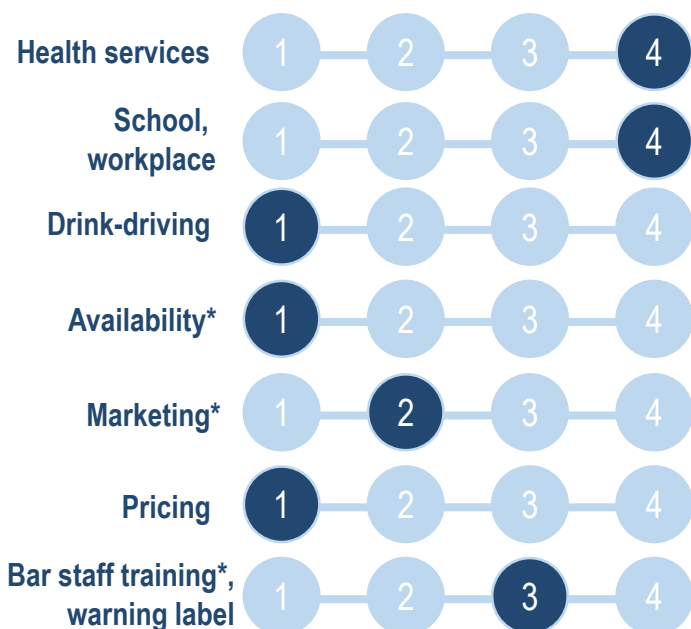 Health services 1 2 3 4
School,
workplace 1 2 3 4
Drink-driving 1 2 3 4
Availability* 1 2 3 4
Marketing* 1 2 3 4
Pricing 1 2 3 4
Bar staff training*,
warning label 1 2 3 4